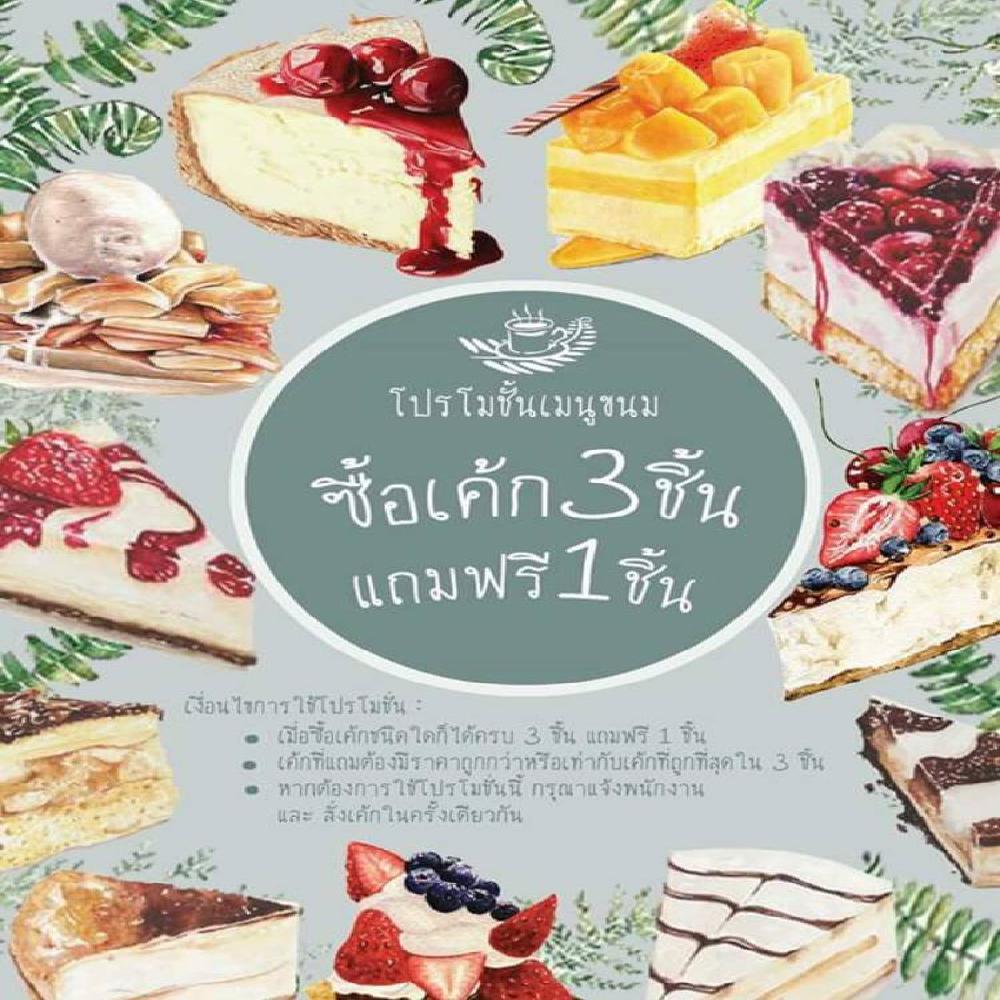 โปรโมชั้นเมนูขนม
ซื้อเค้ก 3 ชิ้น
แถมฟรี 1 ชิ้น
เงื่อนไขการใช้โปรโมชั่น :
เมื่อซื้อเค้กชนิดใดก็ได้ครบ 3 ชิ้น แถมฟรี 1 ชิ้น
เค้กที่แถมต้องมีราคาถูกกว่าหรือเท่ากับเค้กที่ถูกที่สุดใน 3 ชิ้น
หากต้องการใช้โปรโมชั่นนี้ กรุณาแจ้งพนักงาน
และ สั่งเค้กในครั้งเดียวกัน